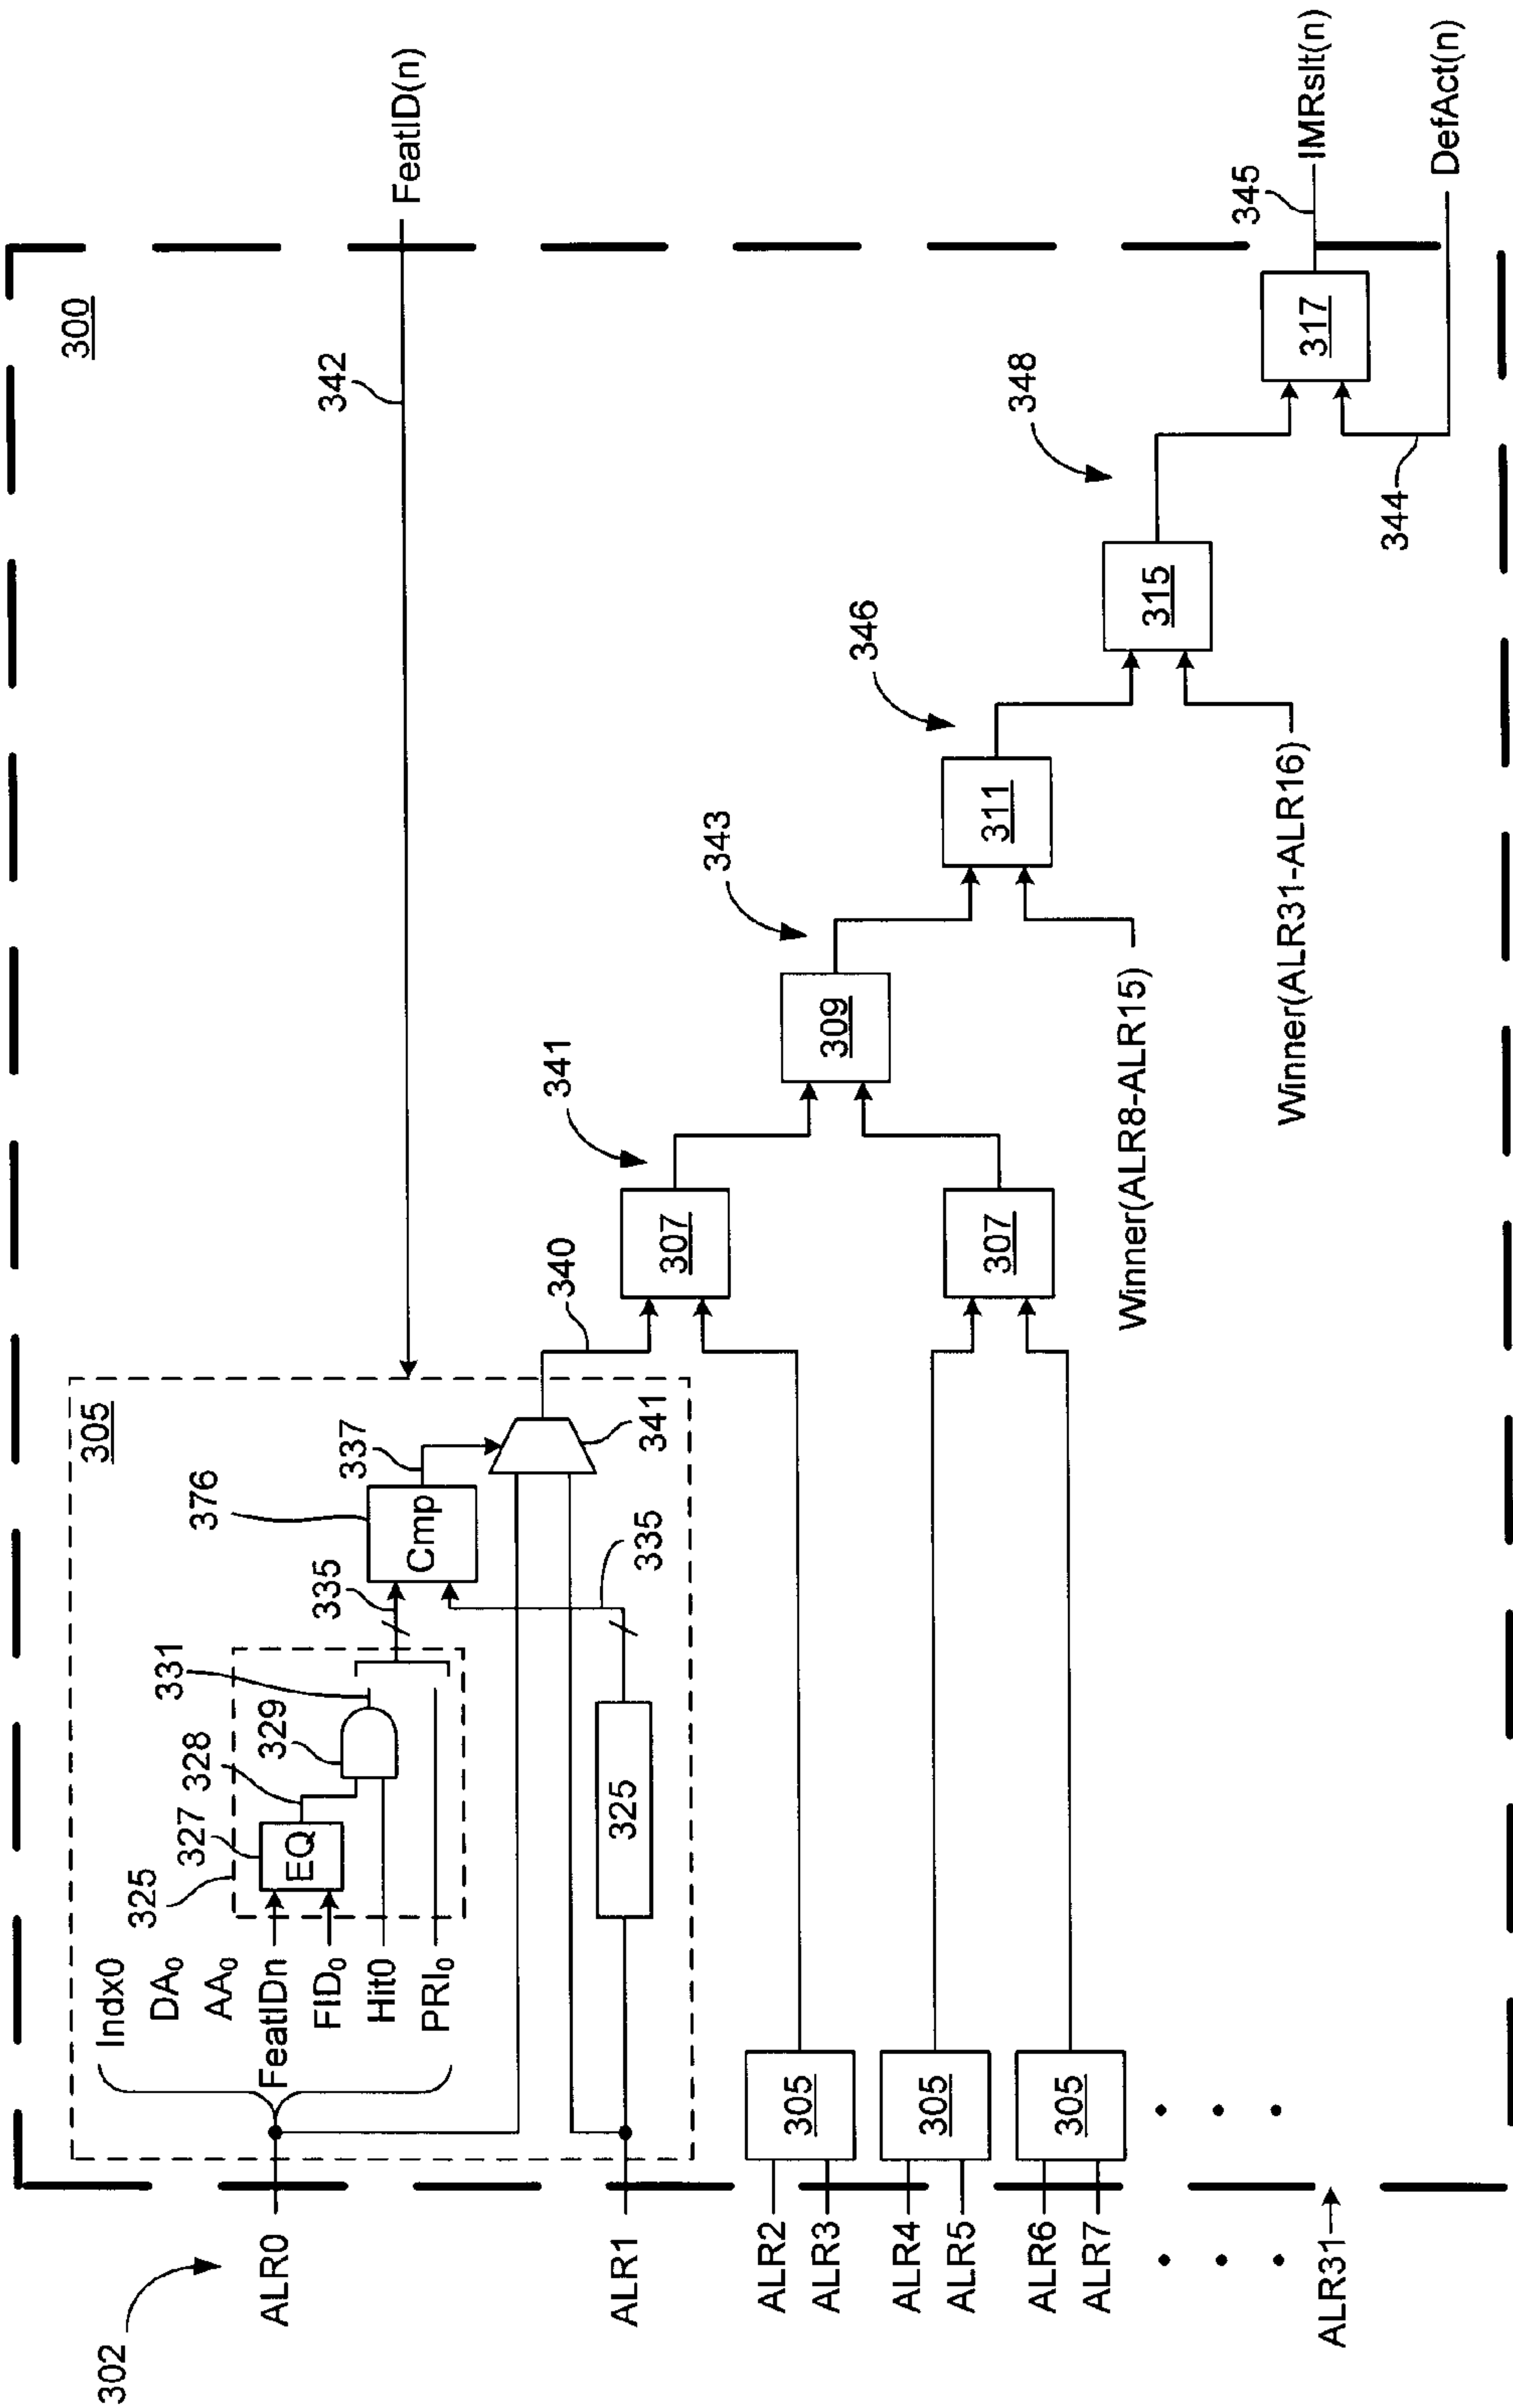 300
342
FeatID(n)
305
Indx0
DA0
AA0
FeatIDn
FID0
Hit0
PRI0
325
327
EQ
328
329
331
335
376
Cmp
337
341
335
325
340
302
ALR0
FeatID
ALR1
ALR2
ALR3
305
ALR4
ALR5
305
ALR6
ALR7
305
ALR31
307
341
307
309
343
311
346
Winner(ALR8-ALR15)
315
348
Winner(ALR31-ALR16)
317
344
345
IMRslt(n)
DefAct(n)